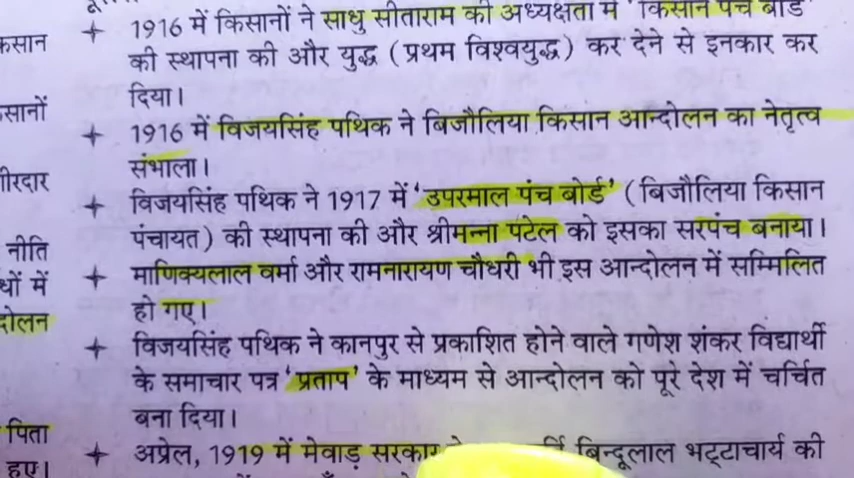 1916 में किसानों ने साधु सीताराम की अध्यक्षता में 'किसान पंच बोर्ड'
की स्थापना की और युद्ध (प्रथम विश्वयुद्ध) कर देने से इनकार कर
दिया।
1916 में विजयसिंह पथिक ने बिजौलिया किसान आन्दोलन का नेतृत्व
संभाला।
विजयसिंह पथिक ने 1917 में 'उपरमाल पंच बोर्ड' (बिजौलिया किसान
पंचायत) की स्थापना की और श्रीमन्ना पटेल को इसका सरपंच बनाया।
माणिक्यलाल वर्मा और रामनारायण चौधरी भी इस आन्दोलन में सम्मिलित
हो गए।
विजयसिंह पथिक ने कानपुर से प्रकाशित होने वाले गणेश शंकर विद्यार्थी
के समाचार पत्र 'प्रताप' के माध्यम से आन्दोलन को पूरे देश में चर्चित
बना दिया।
अप्रेल, 1919 में मेवाड़ सरकार बिन्दूलाल भट्टाचार्य की
नीति
में
पिता
हुए।